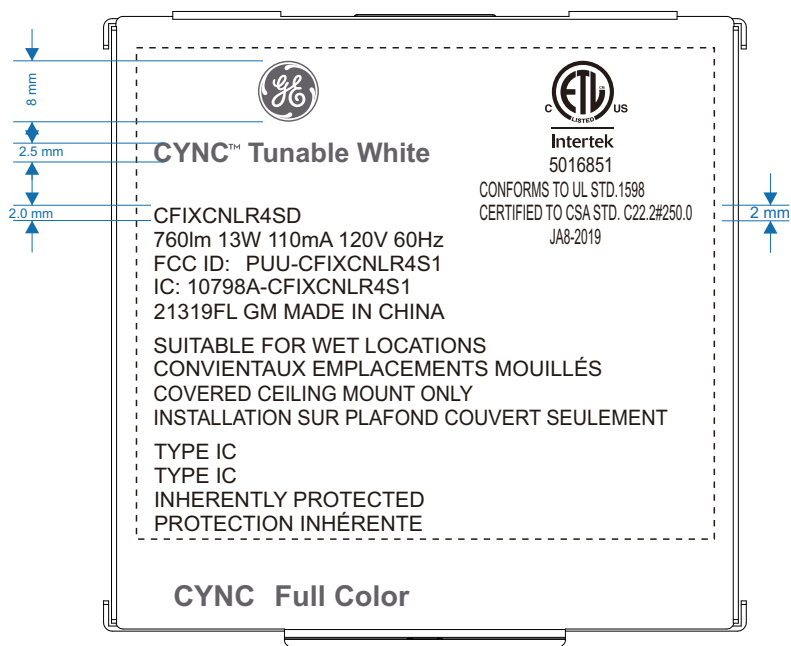 8 mm
2.5 mm
2.0 mm
GE
CYNC™ Tunable White
CFIXCNLR4SD
760lm 13W 110mA 120V 60Hz
FCC ID: PUU-CFIXCNLR4S1
IC: 10798A-CFIXCNLR4S1
21319FL GM MADE IN CHINA
SUITABLE FOR WET LOCATIONS
CONVIENTAUX EMPLACEMENTS MOUILLÉS
COVERED CEILING MOUNT ONLY
INSTALLATION SUR PLAFOND COUVERT SEULEMENT
TYPE IC
TYPE IC
INHERENTLY PROTECTED
PROTECTION INHÉRENTE
C ETL US
LISTED
Intertek
5016851
CONFORMS TO UL STD.1598
CERTIFIED TO CSA STD. C22.2#250.0
JA8-2019
2 mm
CYNC Full Color